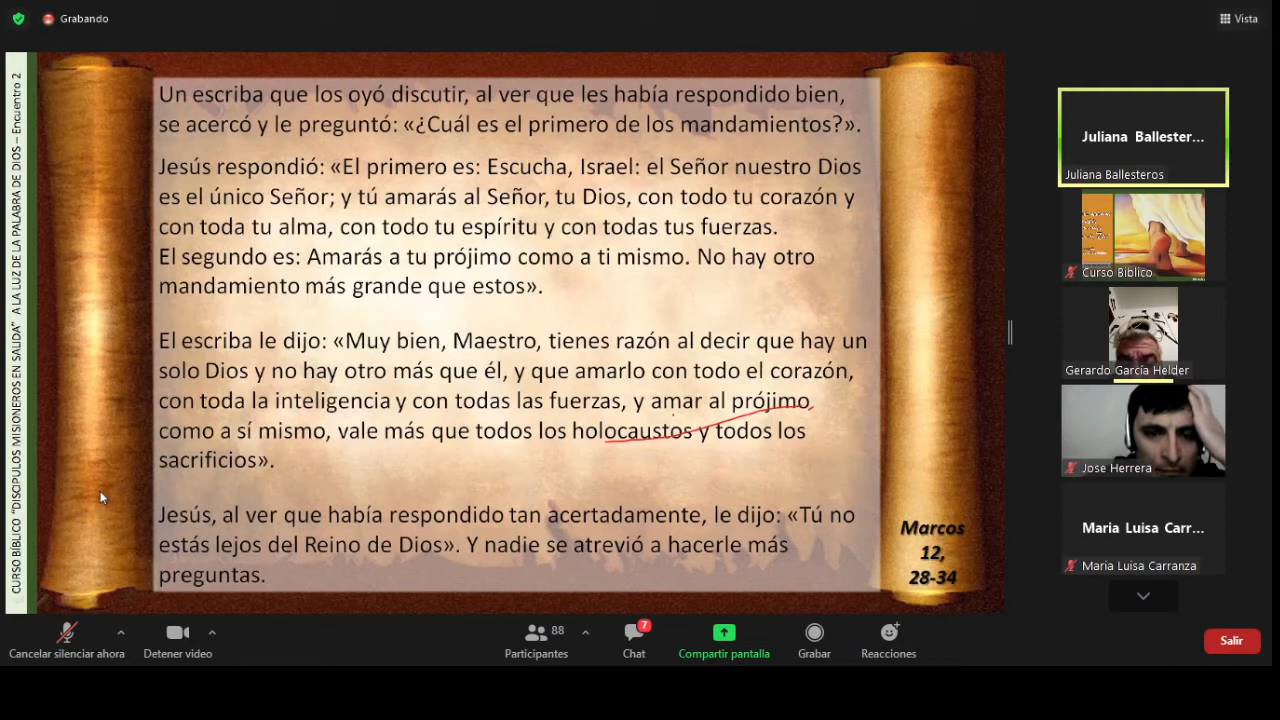 Grabando
Vista
CURSO BÍBLICO "DISCIPULOS MISIONEROS EN SALIDA" A LA LUZ DE LA PALABRA DE DIOS – Encuentro 2
Un escriba que los oyó discutir, al ver que les había respondido bien,
se acercó y le preguntó: «¿Cuál es el primero de los mandamientos?».
Jesús respondió: «El primero es: Escucha, Israel: el Señor nuestro Dios
es el único Señor; y tú amarás al Señor, tu Dios, con todo tu corazón y
con toda tu alma, con todo tu espíritu y con todas tus fuerzas.
El segundo es: Amarás a tu prójimo como a ti mismo. No hay otro
mandamiento más grande que estos».
El escriba le dijo: «Muy bien, Maestro, tienes razón al decir que hay un
solo Dios y no hay otro más que él, y que amarlo con todo el corazón,
con toda la inteligencia y con todas las fuerzas, y amar al prójimo,
como a sí mismo, vale más que todos los holocaustos y todos los
sacrificios».
Jesús, al ver que había respondido tan acertadamente, le dijo: «Tú no
estás lejos del Reino de Dios». Y nadie se atrevió a hacerle más
preguntas.
Marcos
12,
28-34
Juliana Ballester...
Juliana Ballesteros
Curso Biblico
Gerardo García Helder
Jose Herrera
Maria Luisa Carr...
Maria Luisa Carranza
Cancelar silenciar ahora
Detener video
88
Participantes
7
Chat
Compartir pantalla
Grabar
Reacciones
Salir